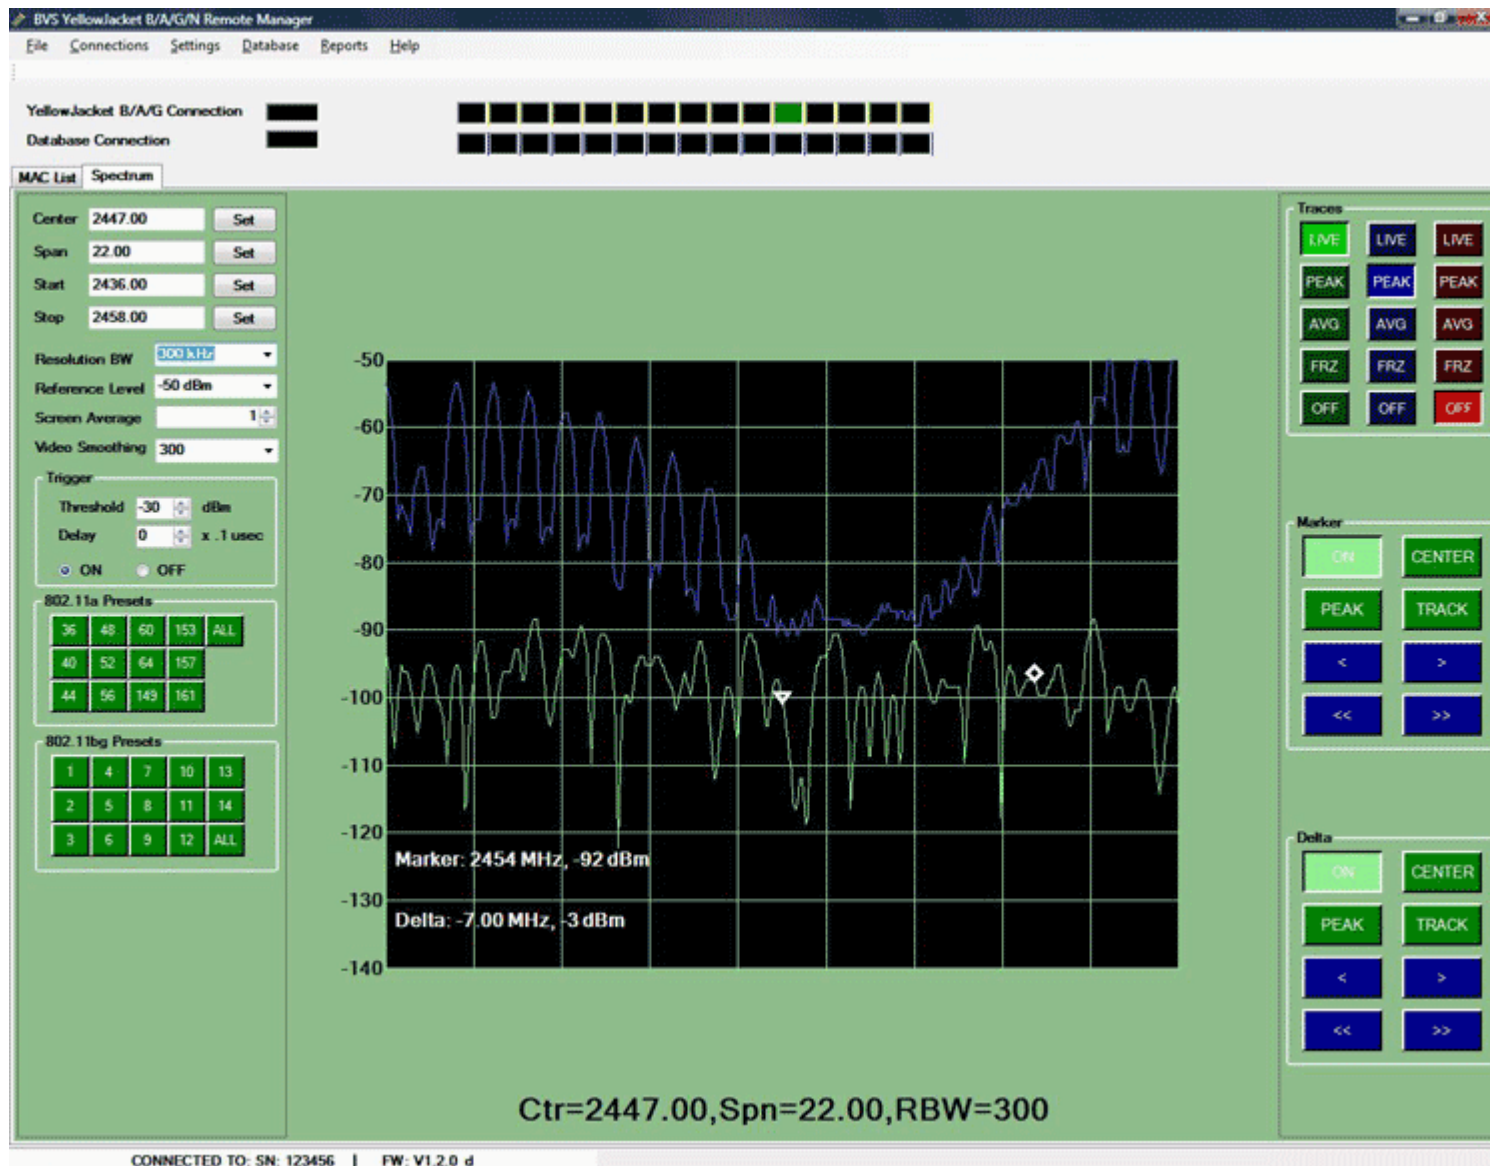 BVS YellowJacket B/A/G/N Remote Manager
File Connections Settings Database Reports Help
YellowJacket B/A/G Connection
Database Connection
MAC List Spectrum
Center 2447.00 Set
Span 22.00 Set
Start 2436.00 Set
Stop 2458.00 Set
Resolution BW 300 kHz
Reference Level -50 dBm
Screen Average 1
Video Smoothing 300
Trigger
Threshold -30 dBm
Delay 0 x .1 usec
ON OFF
802.11a Presets
36 48 60 153 ALL
40 52 64 157
44 56 149 161
802.11bg Presets
1 4 7 10 13
2 5 8 11 14
3 6 9 12 ALL
-50
-60
-70
-80
-90
-100
-110
-120
-130
-140
Marker: 2454 MHz, -92 dBm
Delta: -7.00 MHz, -3 dBm
Ctr=2447.00,Spn=22.00,RBW=300
Traces
LIVE LIVE LIVE
PEAK PEAK PEAK
AVG AVG AVG
FRZ FRZ FRZ
OFF OFF OFF
Marker
ON CENTER
PEAK TRACK
< >
<< >>
Delta
ON CENTER
PEAK TRACK
< >
<< >>
CONNECTED TO: SN: 123456 | FW: V1.2.0 d